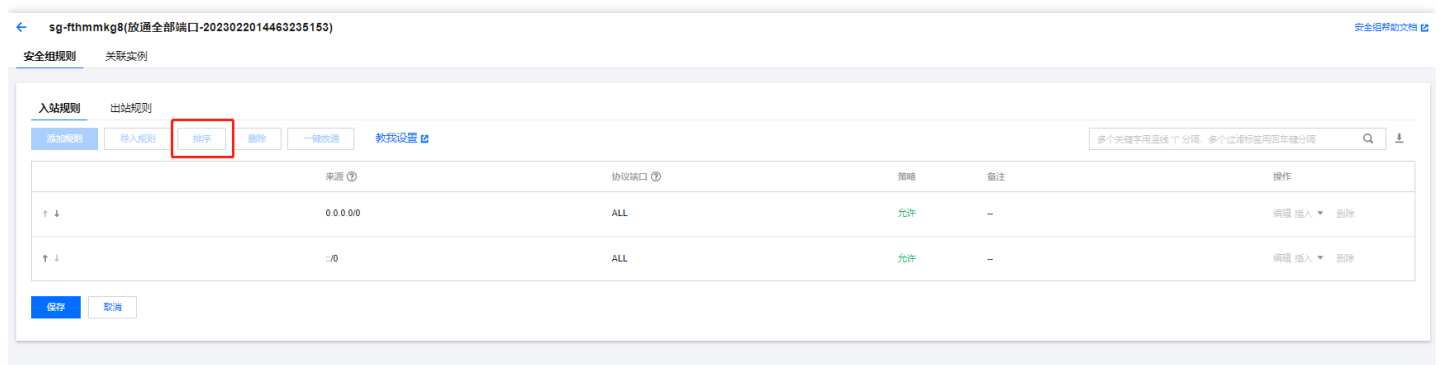 ← sg-fthmmkg8(放通全部端口-2023022014463235153) 安全组帮助文档
安全组规则 关联实例
入站规则 出站规则
添加规则 导入规则 排序 删除 一键放通 教我设置 多个关键字用竖线 "|" 分隔，多个过滤标签用回车键分隔
来源 协议端口 策略 备注 操作
↑ ↓ 0.0.0.0/0 ALL 允许 -- 编辑 插入 删除
↑ ↓ ::/0 ALL 允许 -- 编辑 插入 删除
保存 取消